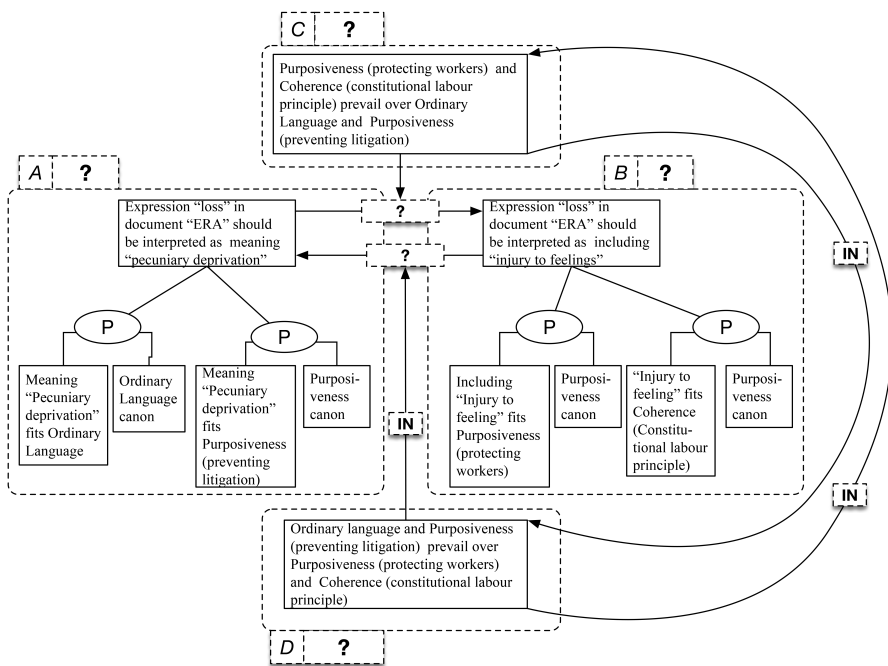 C ?
Purposiveness (protecting workers) and
Coherence (constitutional labour
principle) prevail over Ordinary
Language and Purposiveness
(preventing litigation)
A ?
B ?
Expression “loss” in
document “ERA” should
be interpreted as meaning
“pecuniary deprivation”
?
?
Expression “loss” in
document “ERA” should
be interpreted as including
“injury to feelings”
IN
P
P
P
P
Meaning
“Pecuniary
deprivation”
fits Ordinary
Language
Ordinary
Language
canon
Meaning
“Pecuniary
deprivation”
fits
Purposiveness
(preventing
litigation)
Purposi-
veness
canon
IN
Including
“Injury to
feeling” fits
Purposiveness
(protecting
workers)
Purposi-
veness
canon
“Injury to
feeling” fits
Coherence
(Constitu-
tional labour
principle)
Purposi-
veness
canon
IN
Ordinary language and Purposiveness
(preventing litigation) prevail over
Purposiveness (protecting workers)
and Coherence (constitutional labour
principle)
D ?